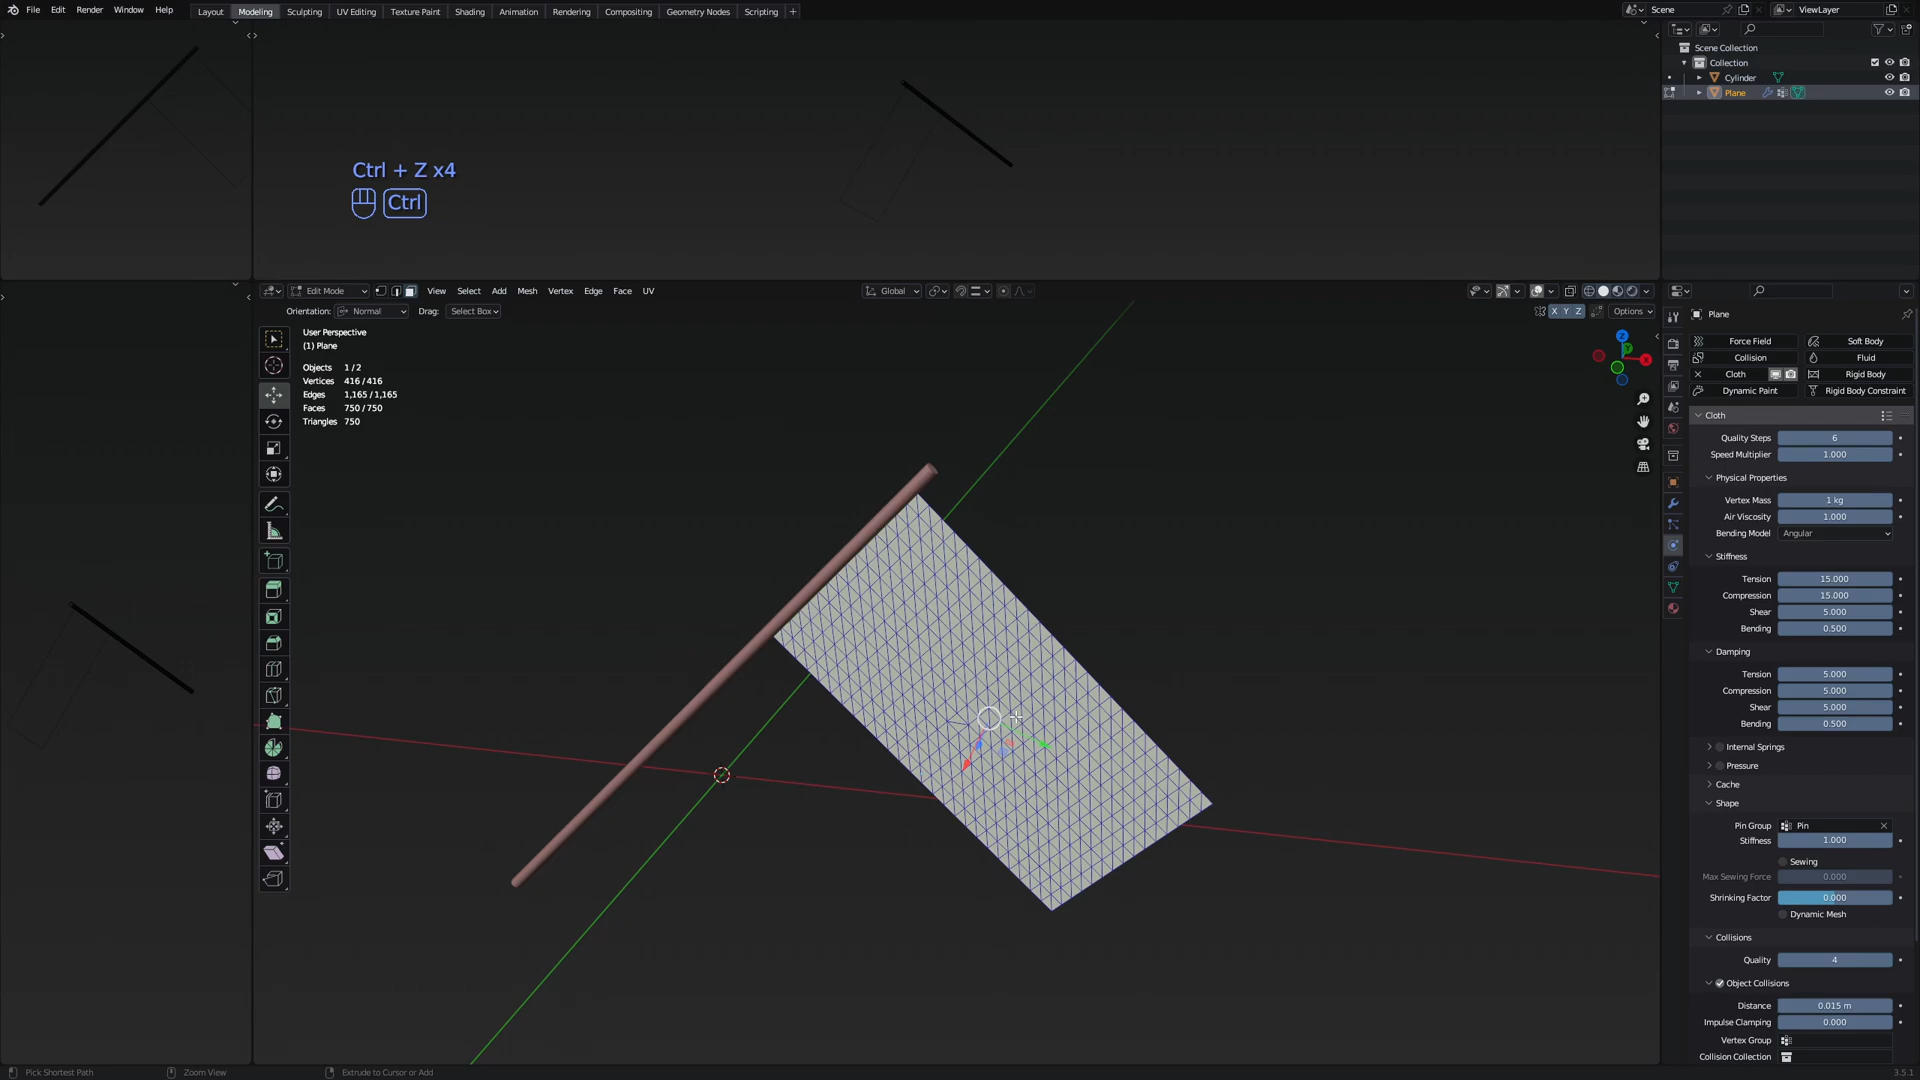 File Edit Render Window Help
Layout Modeling Sculpting UV Editing Texture Paint Shading Animation Rendering Compositing Geometry Nodes Scripting +
Scene
ViewLayer
Scene Collection
Collection
Cylinder
Plane
Ctrl + Z x4
Ctrl
Edit Mode
View Select Add Mesh Vertex Edge Face UV
Global
Orientation: Normal Drag: Select Box
X Y Z Options
User Perspective
(1) Plane
Objects 1 / 2
Vertices 416 / 416
Edges 1,165 / 1,165
Faces 750 / 750
Triangles 750
Z
Y
X
Plane
Force Field Soft Body
Collision Fluid
Cloth Rigid Body
Dynamic Paint Rigid Body Constraint
Cloth
Quality Steps 6
Speed Multiplier 1.000
Physical Properties
Vertex Mass 1 kg
Air Viscosity 1.000
Bending Model Angular
Stiffness
Tension 15.000
Compression 15.000
Shear 5.000
Bending 0.500
Damping
Tension 5.000
Compression 5.000
Shear 5.000
Bending 0.500
Internal Springs
Pressure
Cache
Shape
Pin Group Pin
Stiffness 1.000
Sewing
Max Sewing Force 0.000
Shrinking Factor 0.000
Dynamic Mesh
Collisions
Quality 4
Object Collisions
Distance 0.015 m
Impulse Clamping 0.000
Vertex Group
Collision Collection
Pick Shortest Path Zoom View Extrude to Cursor or Add
3.5.1